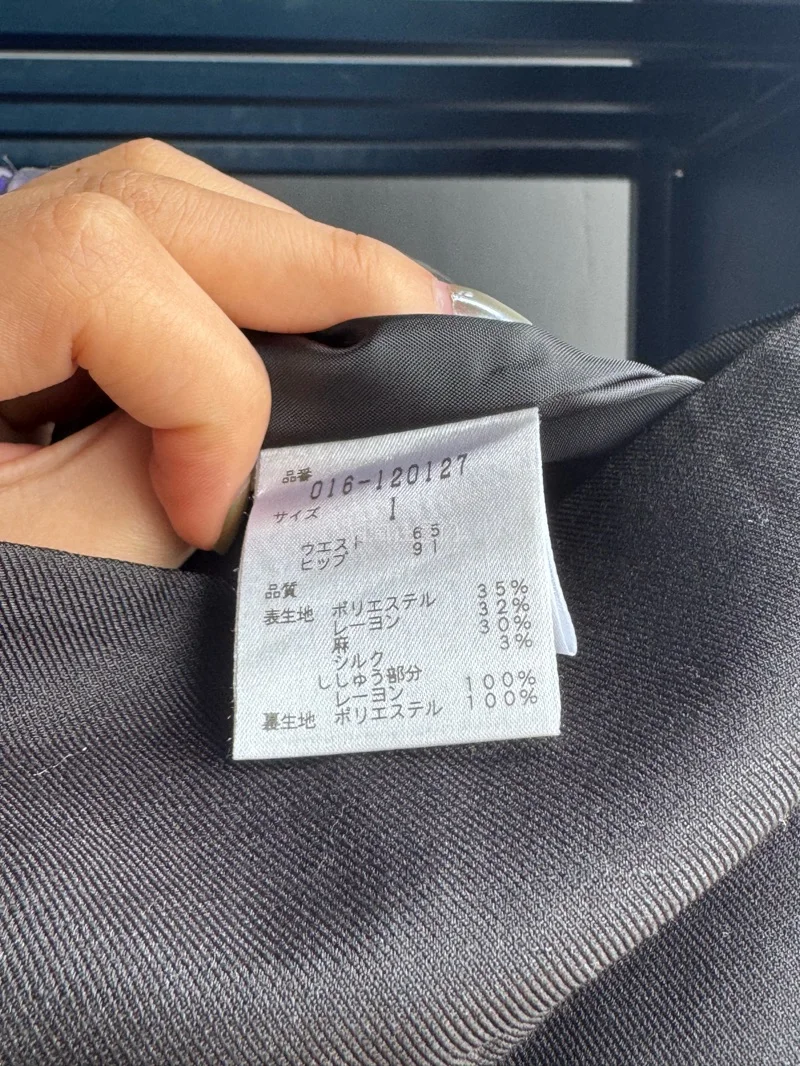 品番 016-120127
サイズ 1
ウエスト 65
ヒップ 91
品質
表生地 ポリエステル 35%
レーヨン 32%
麻 30%
シルク 3%
ししゅう部分
レーヨン 100%
裏生地 ポリエステル 100%